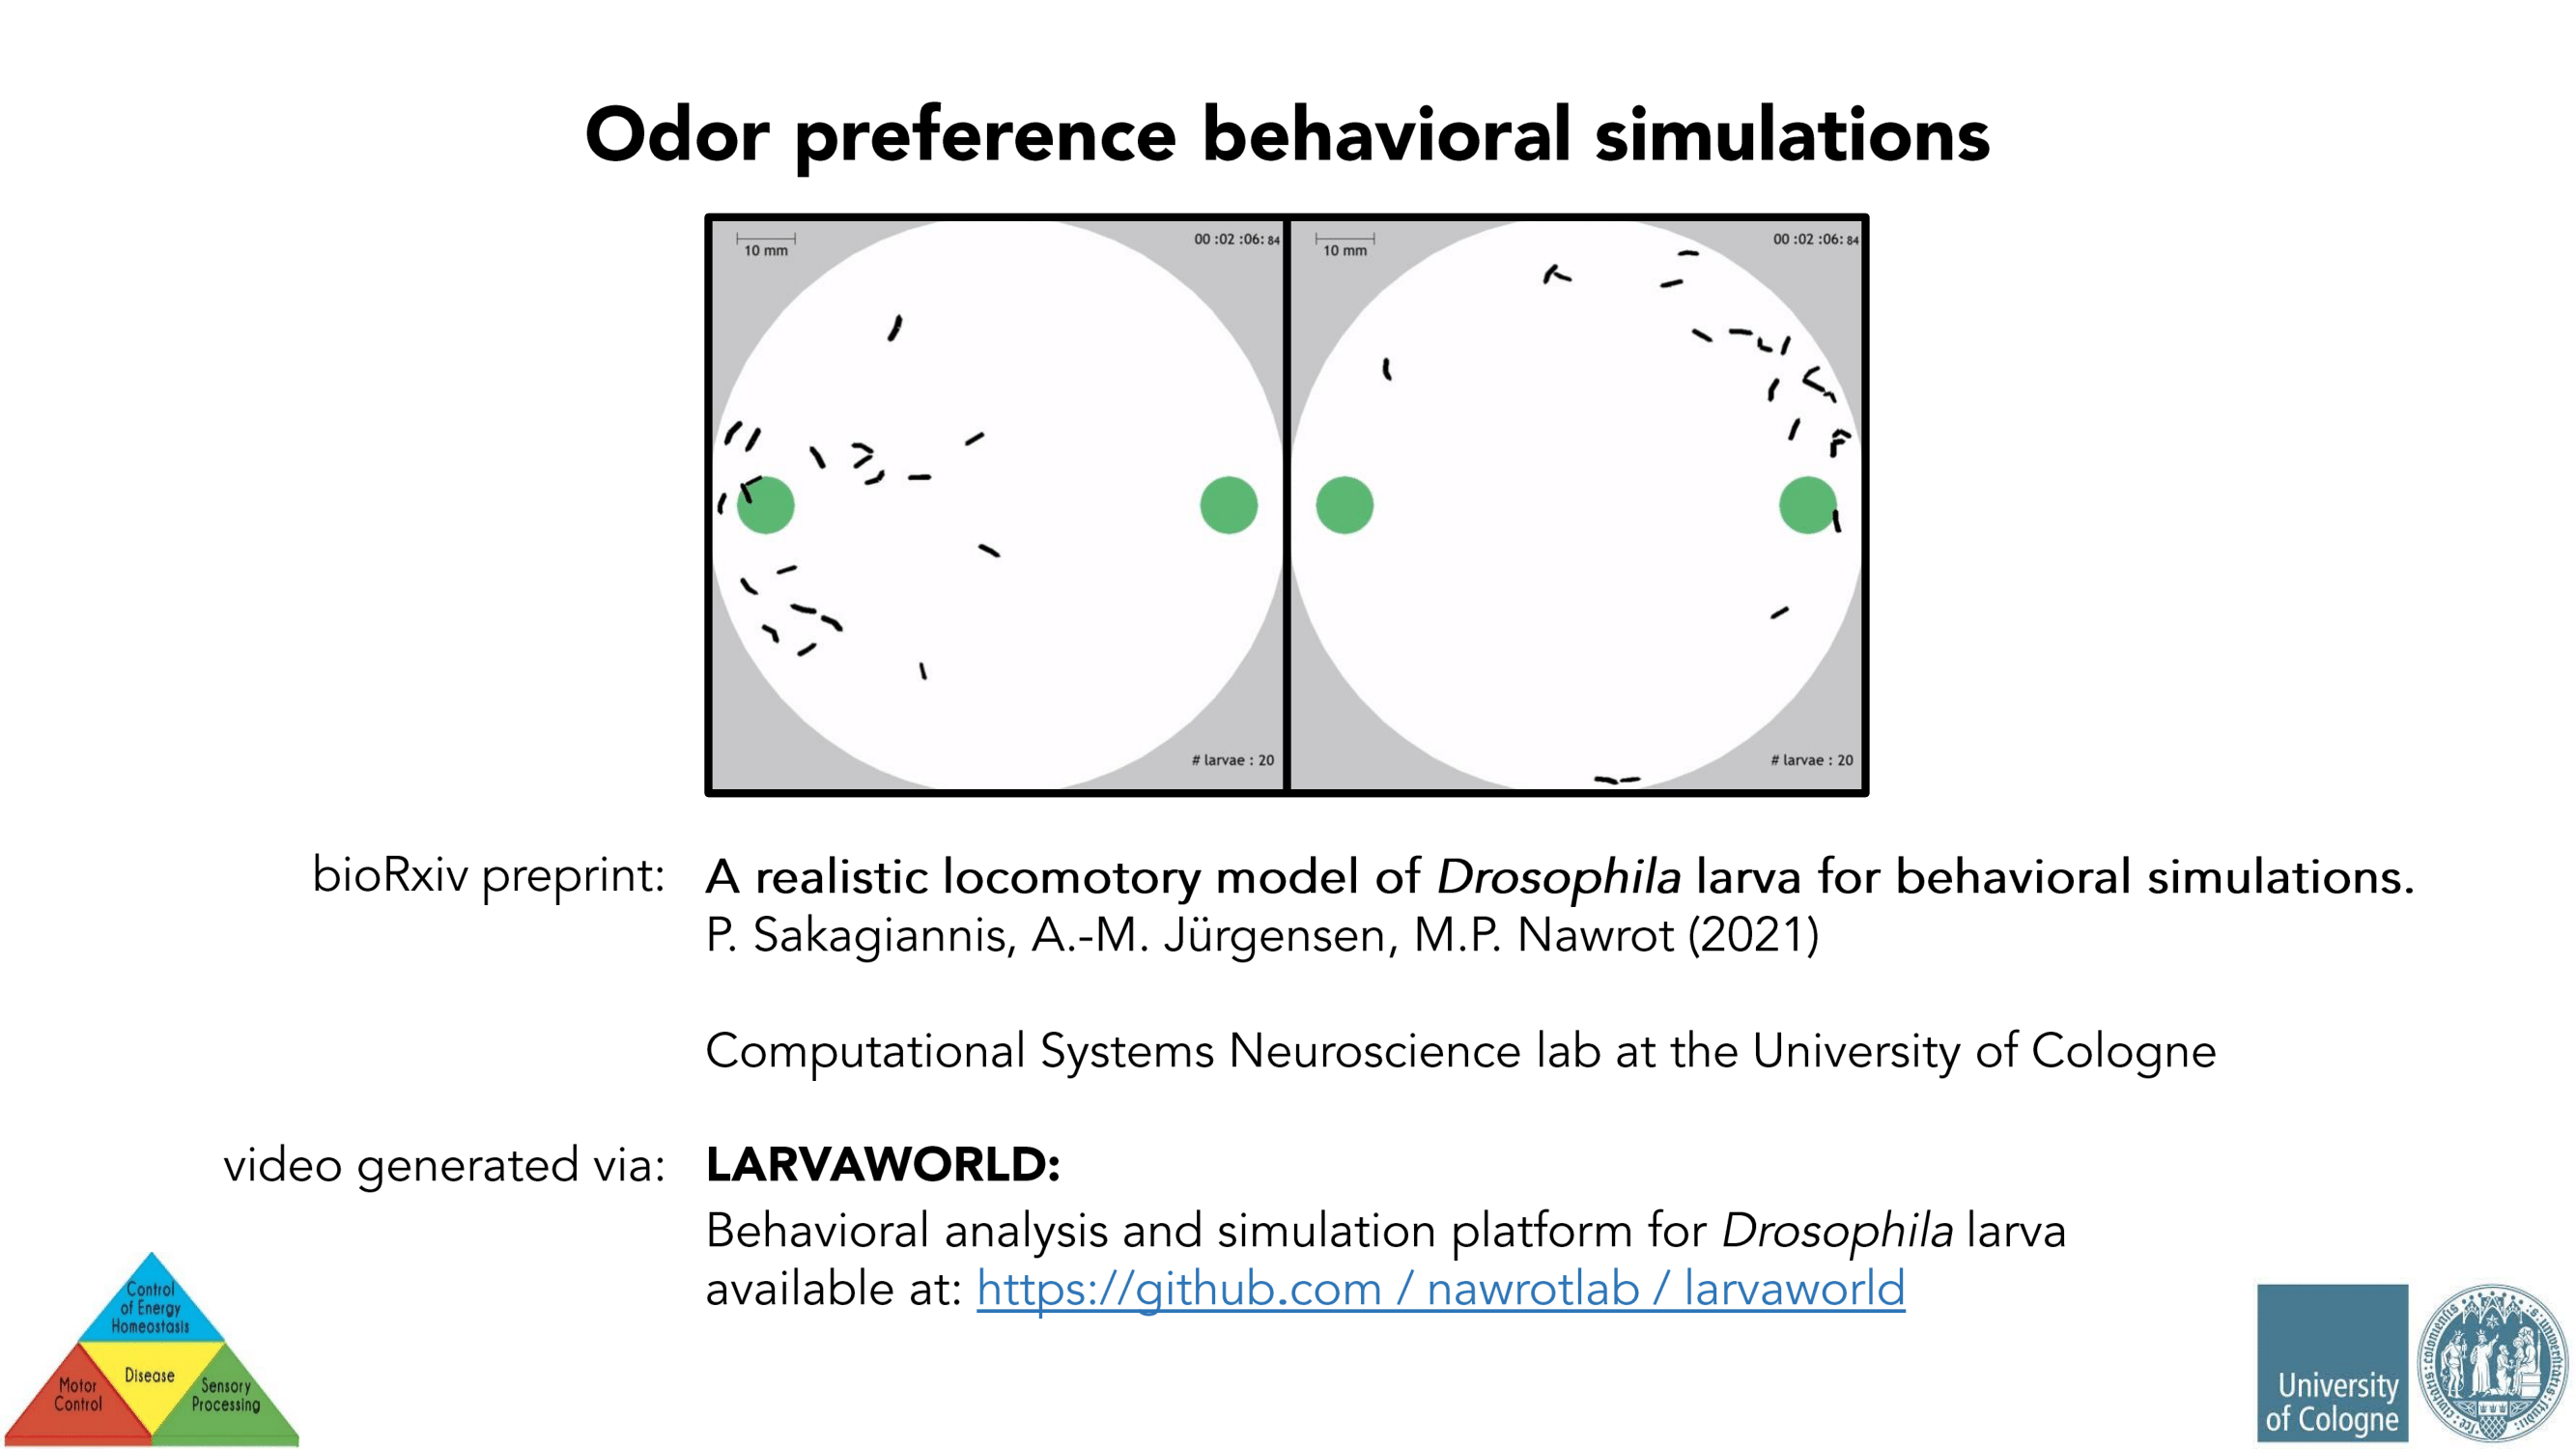 Odor preference behavioral simulations
10 mm
00 :02 :06: 84
10 mm
00 :02 :06: 84
# larvae : 20
# larvae : 20
bioRxiv preprint: A realistic locomotory model of Drosophila larva for behavioral simulations.
P. Sakagiannis, A.-M. Jürgensen, M.P. Nawrot (2021)
Computational Systems Neuroscience lab at the University of Cologne
video generated via: LARVAWORLD:
Behavioral analysis and simulation platform for Drosophila larva
available at: https://github.com / nawrotlab / larvaworld
Control
of Energy
Homeostasis
Disease
Motor
Control
Sensory
Processing
University
of Cologne